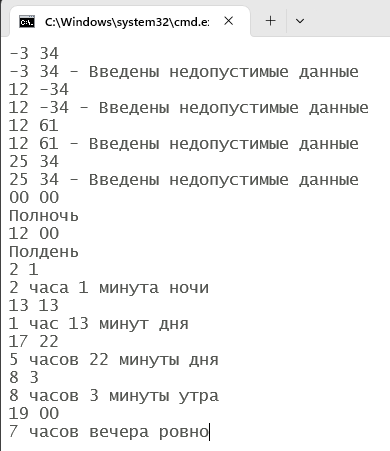 C:\Windows\system32\cmd.e
-3 34
-3 34 - Введены недопустимые данные
12 -34
12 -34 - Введены недопустимые данные
12 61
12 61 - Введены недопустимые данные
25 34
25 34 - Введены недопустимые данные
00 00
Полночь
12 00
Полдень
2 1
2 часа 1 минута ночи
13 13
1 час 13 минут дня
17 22
5 часов 22 минуты дня
8 3
8 часов 3 минуты утра
19 00
7 часов вечера ровно